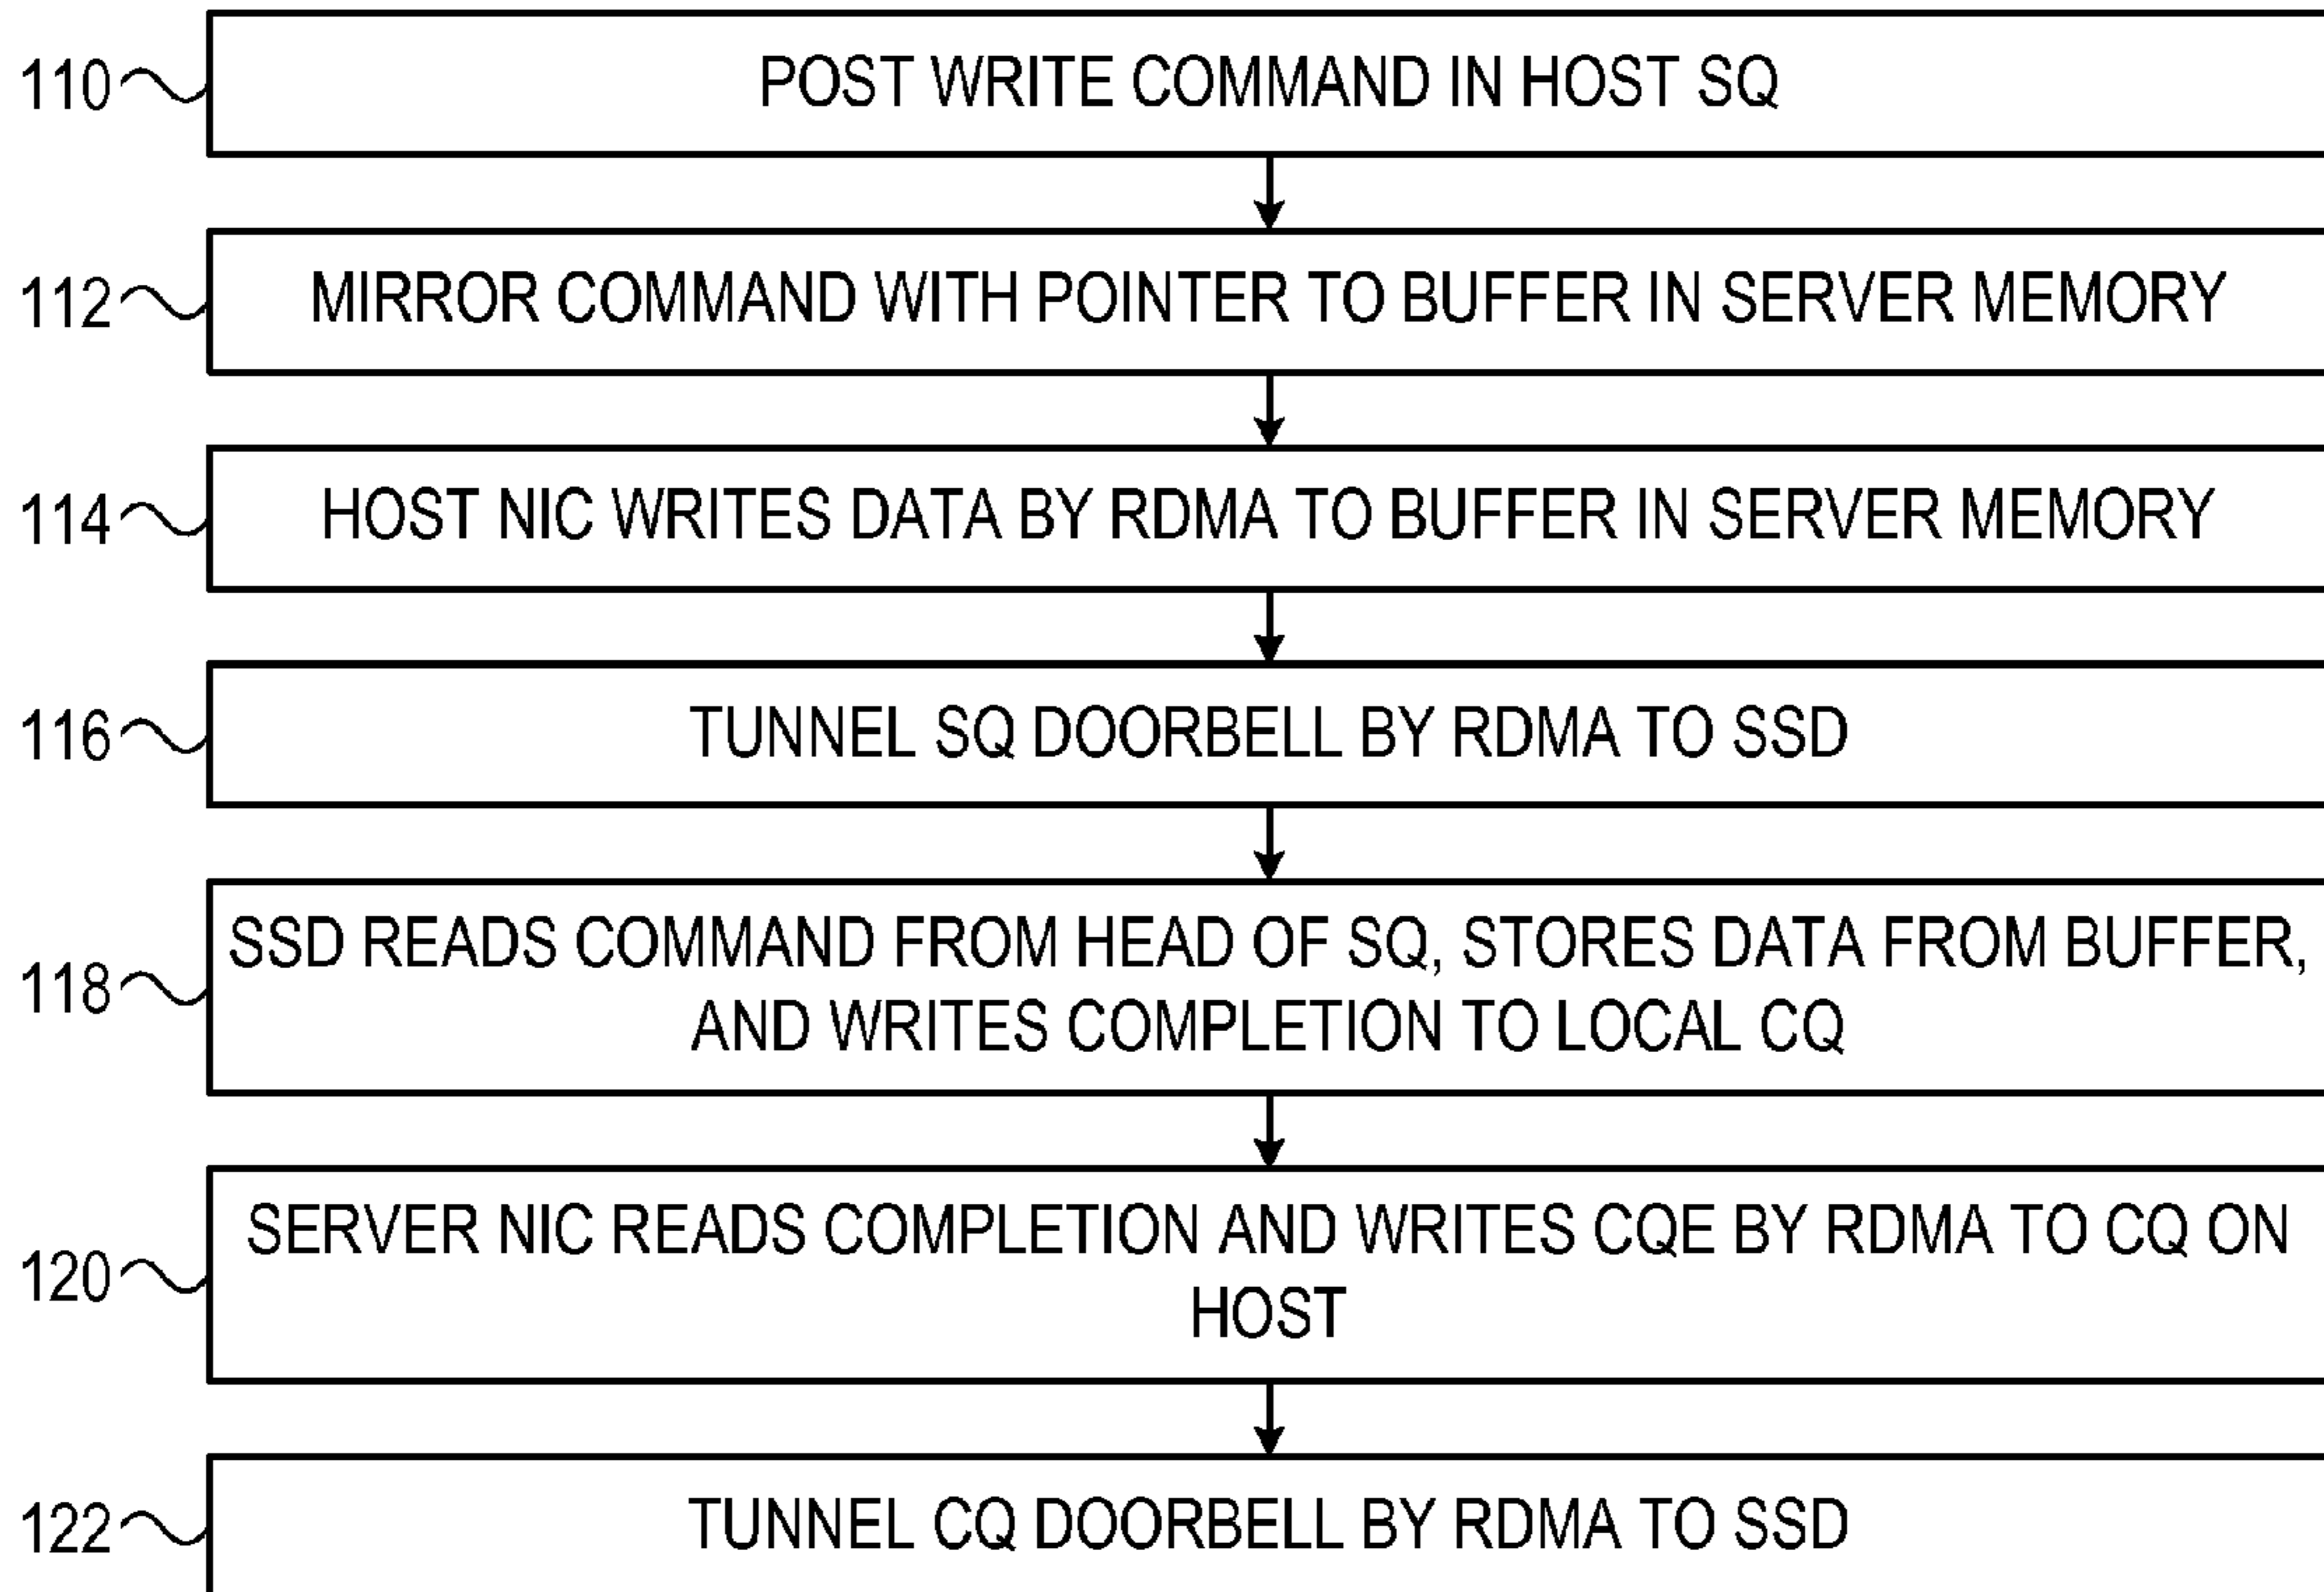 110
POST WRITE COMMAND IN HOST SQ
112
MIRROR COMMAND WITH POINTER TO BUFFER IN SERVER MEMORY
114
HOST NIC WRITES DATA BY RDMA TO BUFFER IN SERVER MEMORY
116
TUNNEL SQ DOORBELL BY RDMA TO SSD
118
SSD READS COMMAND FROM HEAD OF SQ, STORES DATA FROM BUFFER,
AND WRITES COMPLETION TO LOCAL CQ
120
SERVER NIC READS COMPLETION AND WRITES CQE BY RDMA TO CQ ON
HOST
122
TUNNEL CQ DOORBELL BY RDMA TO SSD